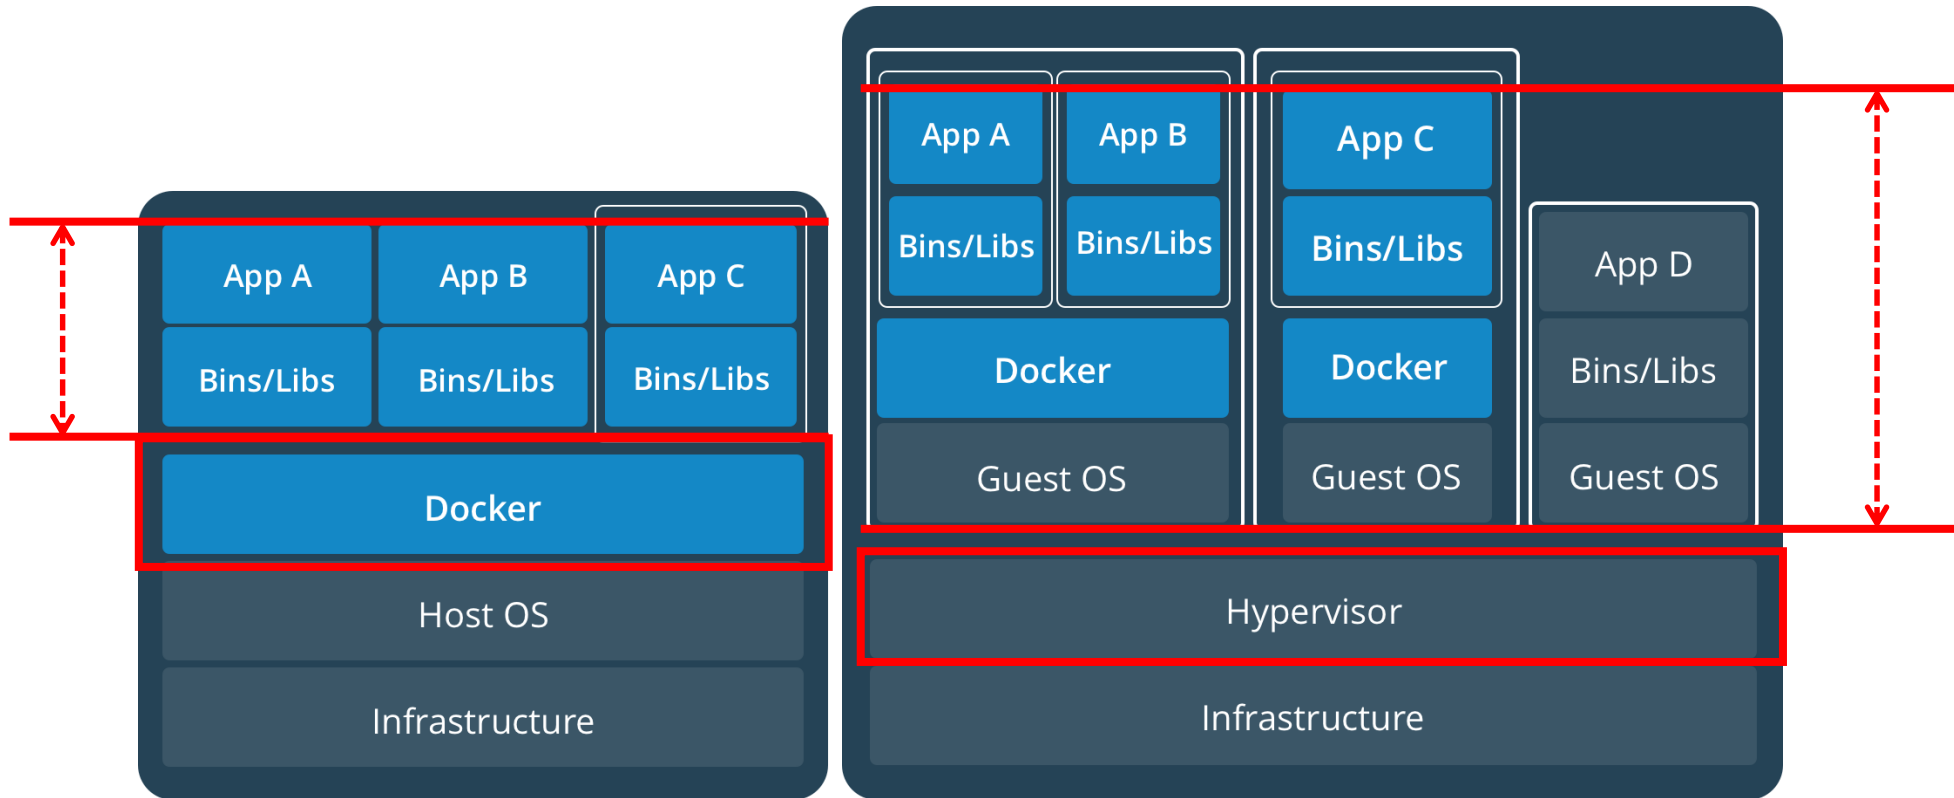 App A
App B
App C
Bins/Libs
Bins/Libs
Bins/Libs
Docker
Host OS
Infrastructure
App A
App B
App C
Bins/Libs
Bins/Libs
Bins/Libs
App D
Docker
Docker
Bins/Libs
Guest OS
Guest OS
Guest OS
Hypervisor
Infrastructure